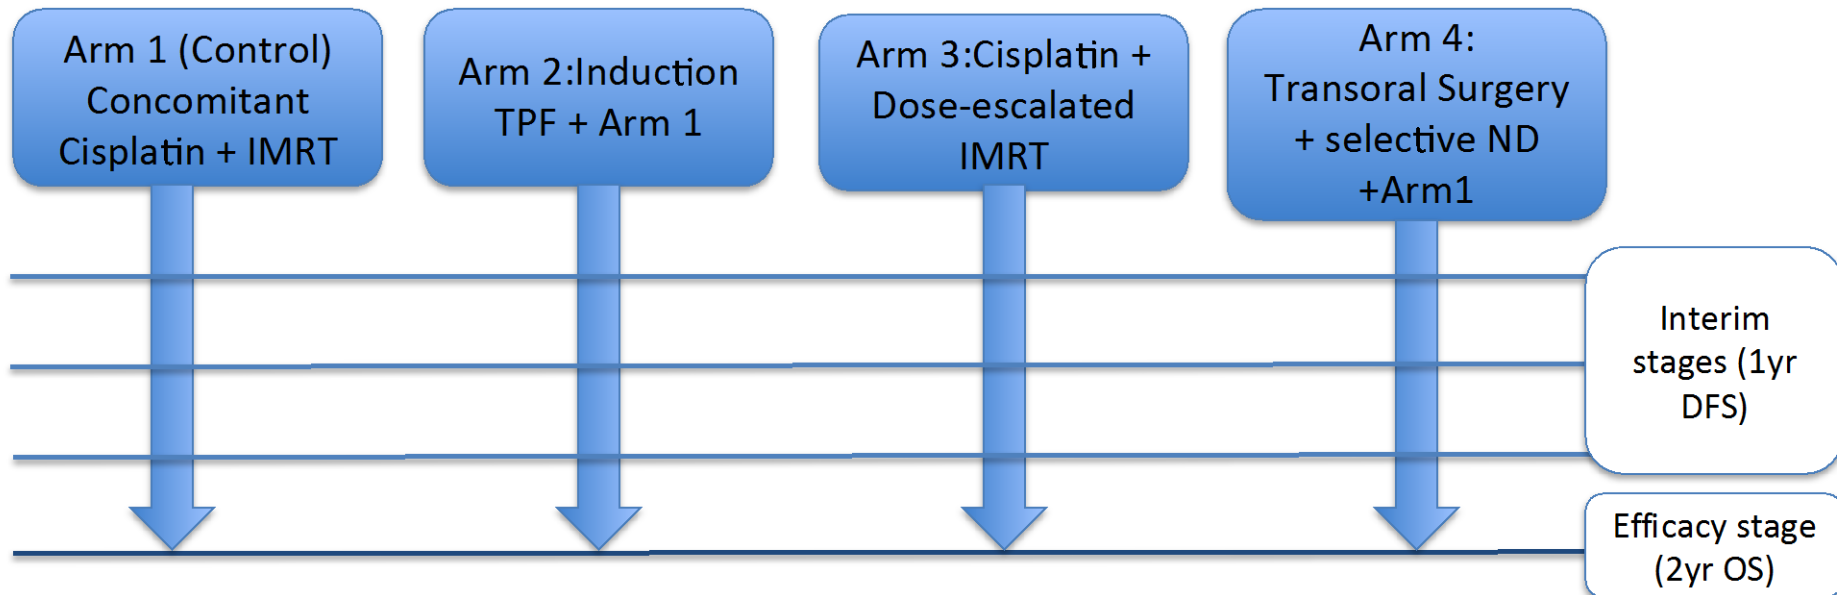 Arm 1 (Control)
Concomitant
Cisplatin + IMRT
Arm 2:Induction
TPF + Arm 1
Arm 3:Cisplatin +
Dose-escalated
IMRT
Arm 4:
Transoral Surgery
+ selective ND
+Arm1
Interim
stages (1yr
DFS)
Efficacy stage
(2yr OS)